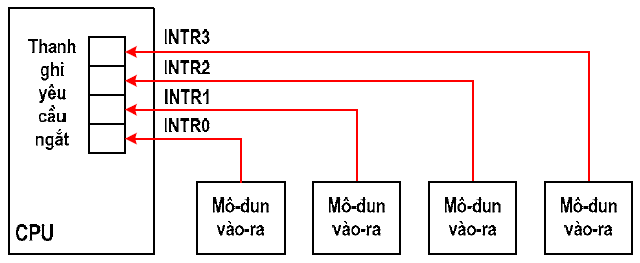 Thanh
ghi
yêu
cầu
ngắt
INTR3
INTR2
INTR1
INTR0
CPU
Mô-đun
vào-ra
Mô-đun
vào-ra
Mô-đun
vào-ra
Mô-đun
vào-ra